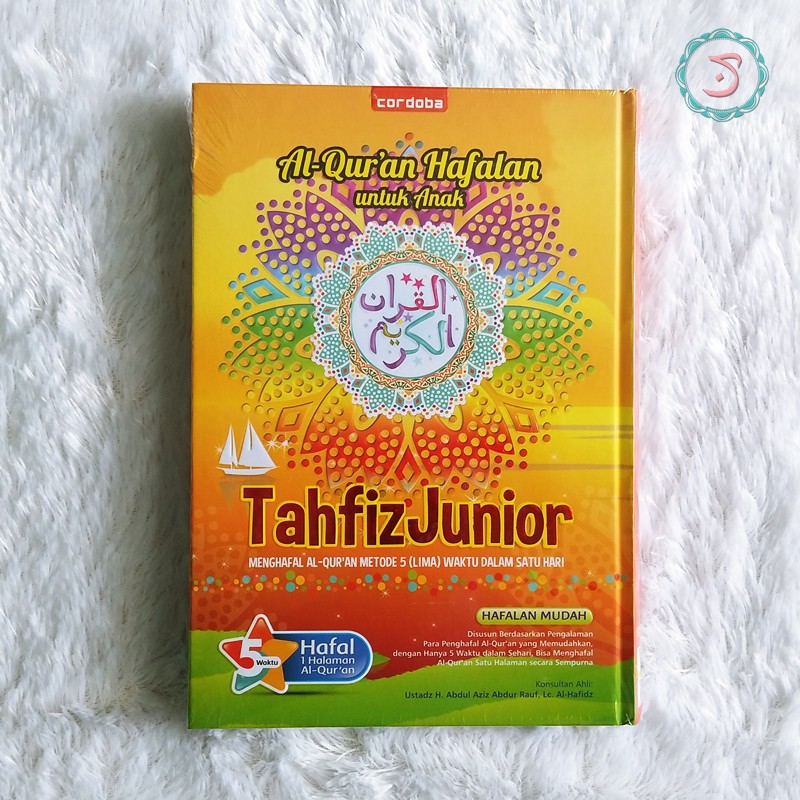 cordoba
Al-Qur'an Hafalan
untuk Anak
القرآن
الكريم
TahfizJunior
MENGHAFAL AL-QUR'AN METODE 5 (LIMA) WAKTU DALAM SATU HARI
HAFALAN MUDAH
Disusun Berdasarkan Pengalaman
Para Penghafal Al-Qur'an yang Memudahkan,
dengan Hanya 5 Waktu dalam Sehari, Bisa Menghafal
Al-Qur'an Satu Halaman secara Sempurna
5
Waktu
Hafal
1 Halaman
Al-Qur'an
Konsultan Ahli:
Ustadz H. Abdul Aziz Abdur Rauf, Lc. Al-Hafidz